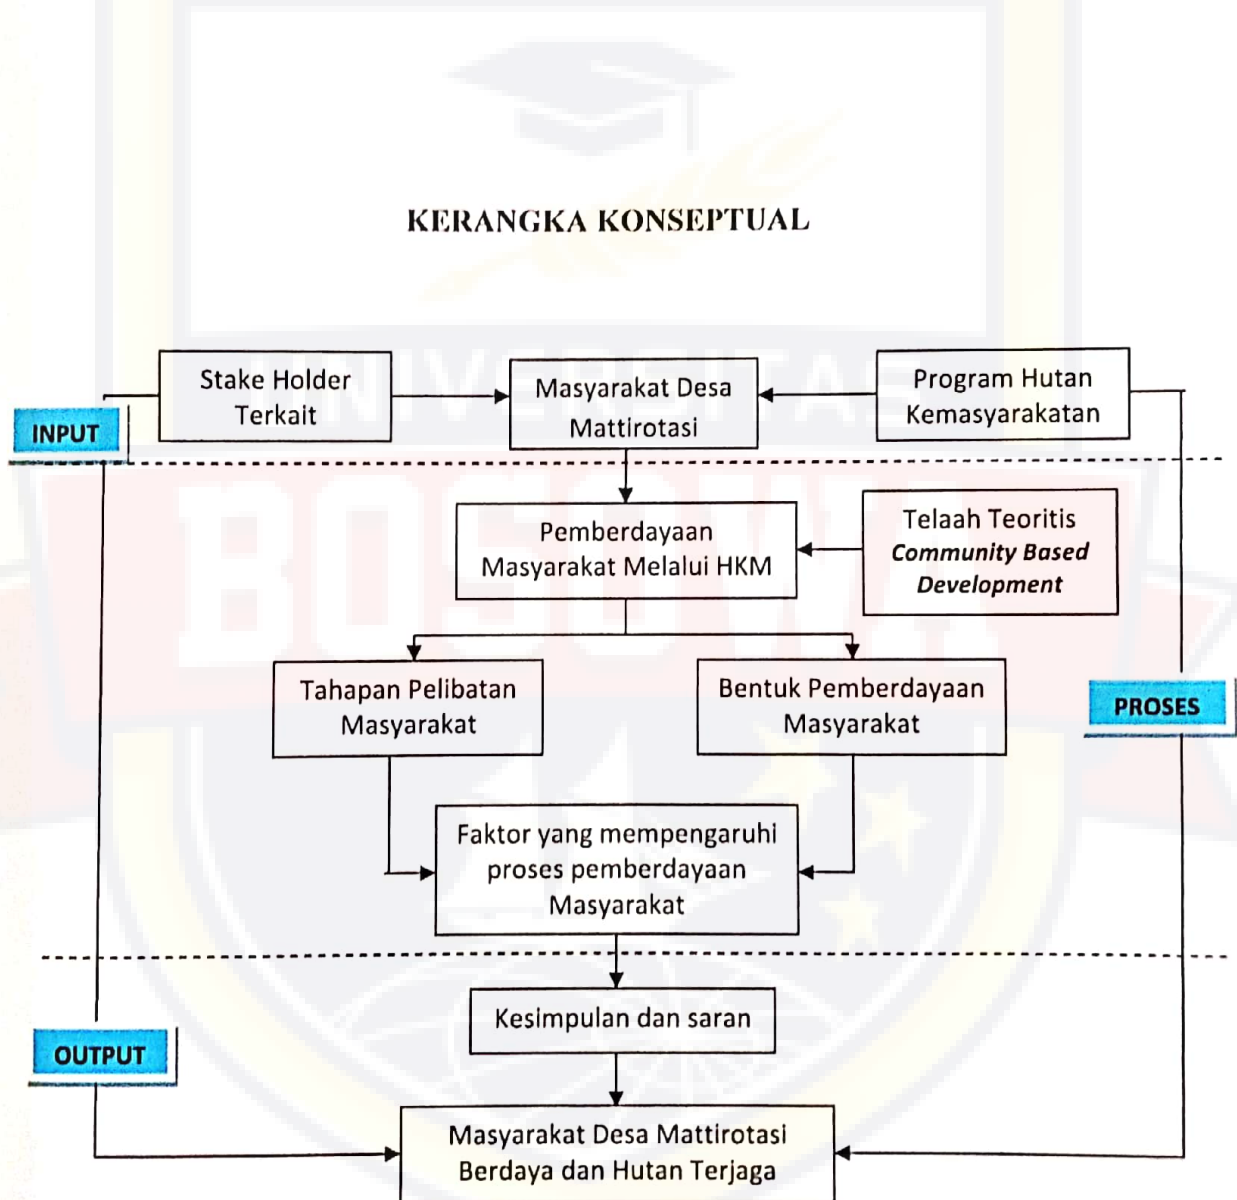 KERANGKA KONSEPTUAL
UNIVERSITAS
BOSOWA
Stake Holder
Terkait
Masyarakat Desa
Mattirotasi
Program Hutan
Kemasyarakatan
INPUT
Pemberdayaan
Masyarakat Melalui HKM
Telaah Teoritis
Community Based
Development
Tahapan Pelibatan
Masyarakat
Bentuk Pemberdayaan
Masyarakat
PROSES
Faktor yang mempengaruhi
proses pemberdayaan
Masyarakat
Kesimpulan dan saran
OUTPUT
Masyarakat Desa Mattirotasi
Berdaya dan Hutan Terjaga